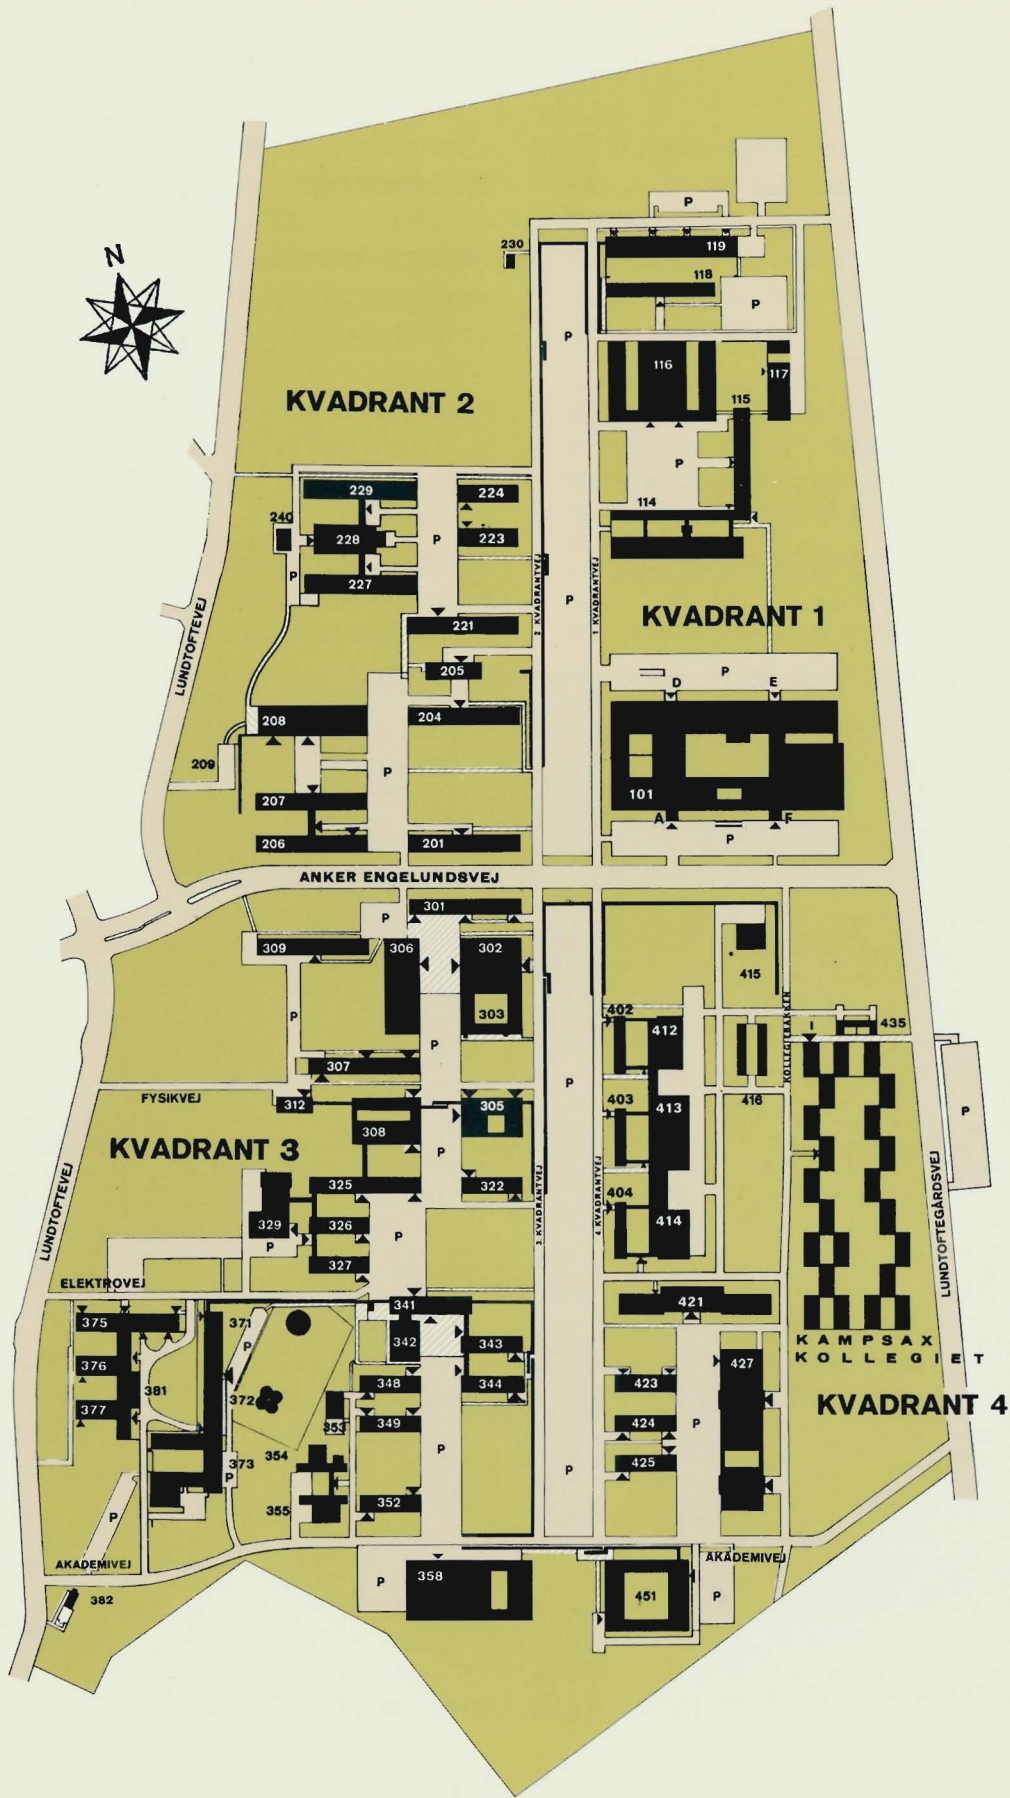 N
P
230
119
118
P
P
116
117
115
KVADRANT 2
P
229
224
114
240
228
P
223
P
227
2. KVADRANTVEJ
P
1. KVADRANTVEJ
KVADRANT 1
221
LUNDTOFTEVEJ
205
P
D
E
208
204
209
P
207
101
A
F
206
201
P
ANKER ENGELUNDSVEJ
301
P
309
306
302
415
303
402
412
KOLLEGIEBAKKEN
I
435
P
P
307
P
FYSIKVEJ
312
305
403
413
416
P
308
KVADRANT 3
P
325
322
404
LUNDTOFTEVEJ
329
326
P
3. KVADRANTVEJ
4. KVADRANTVEJ
414
LUNDTOFTEGÅRDSVEJ
P
327
ELEKTROVEJ
341
421
375
371
342
343
KAMPSAX
KOLLEGIET
P
376
381
348
344
423
427
KVADRANT 4
377
372
353
349
424
P
354
P
373
P
425
P
355
352
P
AKADEMIVEJ
AKADEMIVEJ
382
P
358
451
P